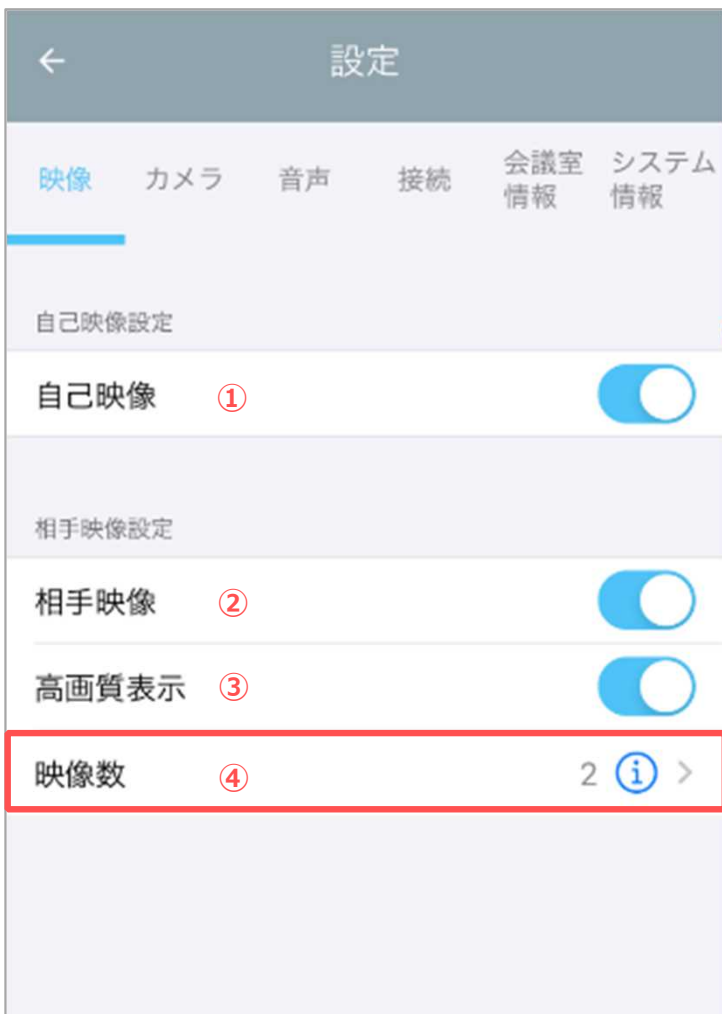 設定
映像 カメラ 音声 接続 会議室情報 システム情報
自己映像設定
自己映像 ①
相手映像設定
相手映像 ②
高画質表示 ③
映像数 ④ 2 i >